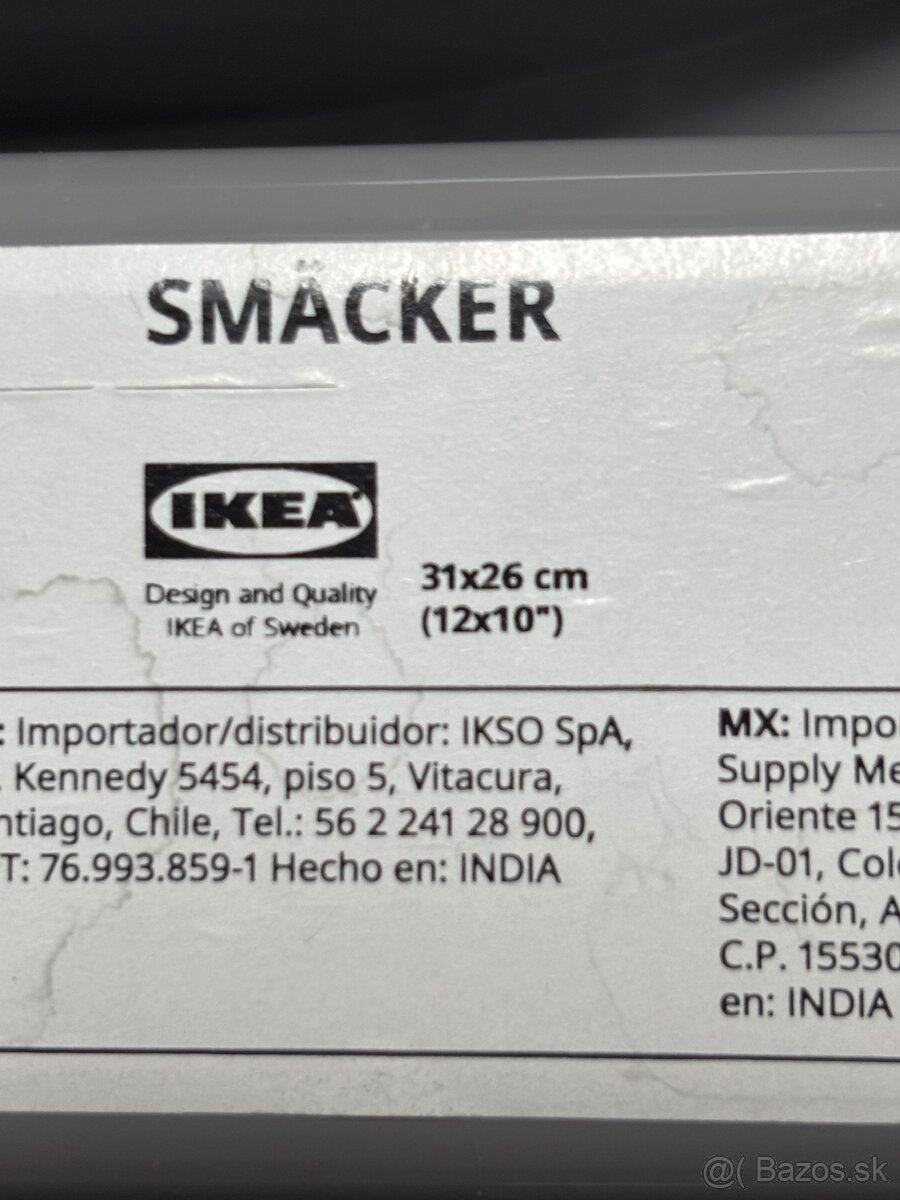 SMÄCKER
IKEA
Design and Quality
IKEA of Sweden
31x26 cm
(12x10")
: Importador/distribuidor: IKSO SpA,
. Kennedy 5454, piso 5, Vitacura,
ntiago, Chile, Tel.: 56 2 241 28 900,
T: 76.993.859-1 Hecho en: INDIA
MX: Impo
Supply Me
Oriente 15
JD-01, Col
Sección, A
C.P. 15530
en: INDIA
@( Bazos.sk